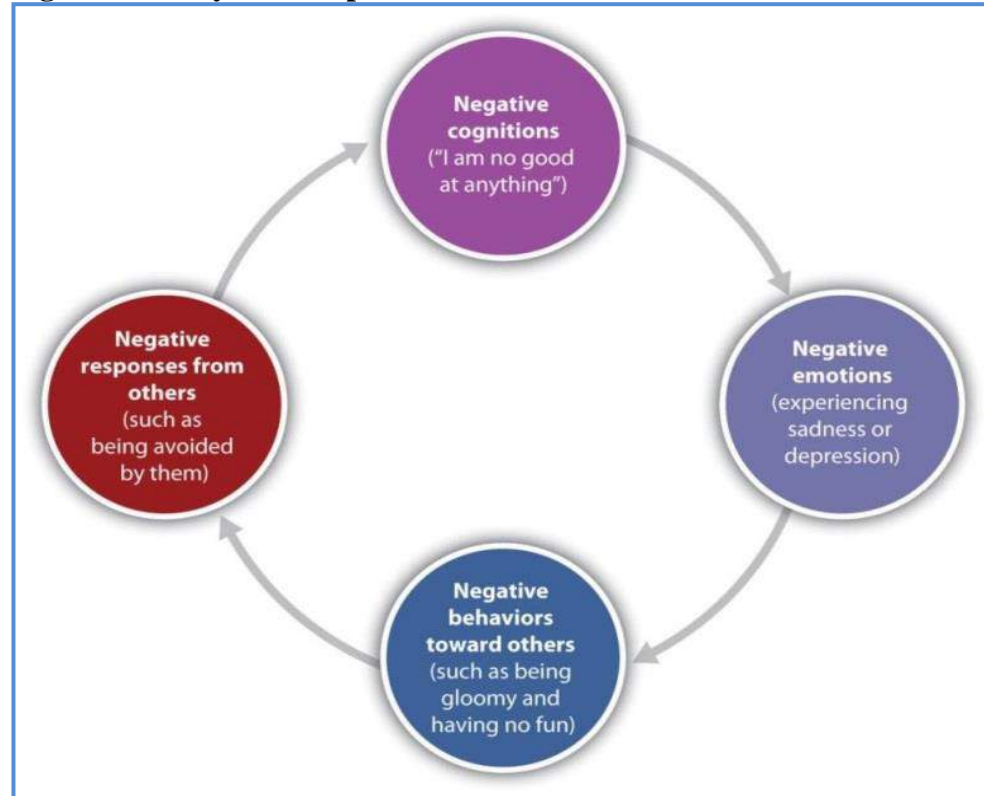 Negative
cognitions
("I am no good
at anything")
Negative
emotions
(experiencing
sadness or
depression)
Negative
behaviors
toward others
(such as being
gloomy and
having no fun)
Negative
responses from
others
(such as
being avoided
by them)